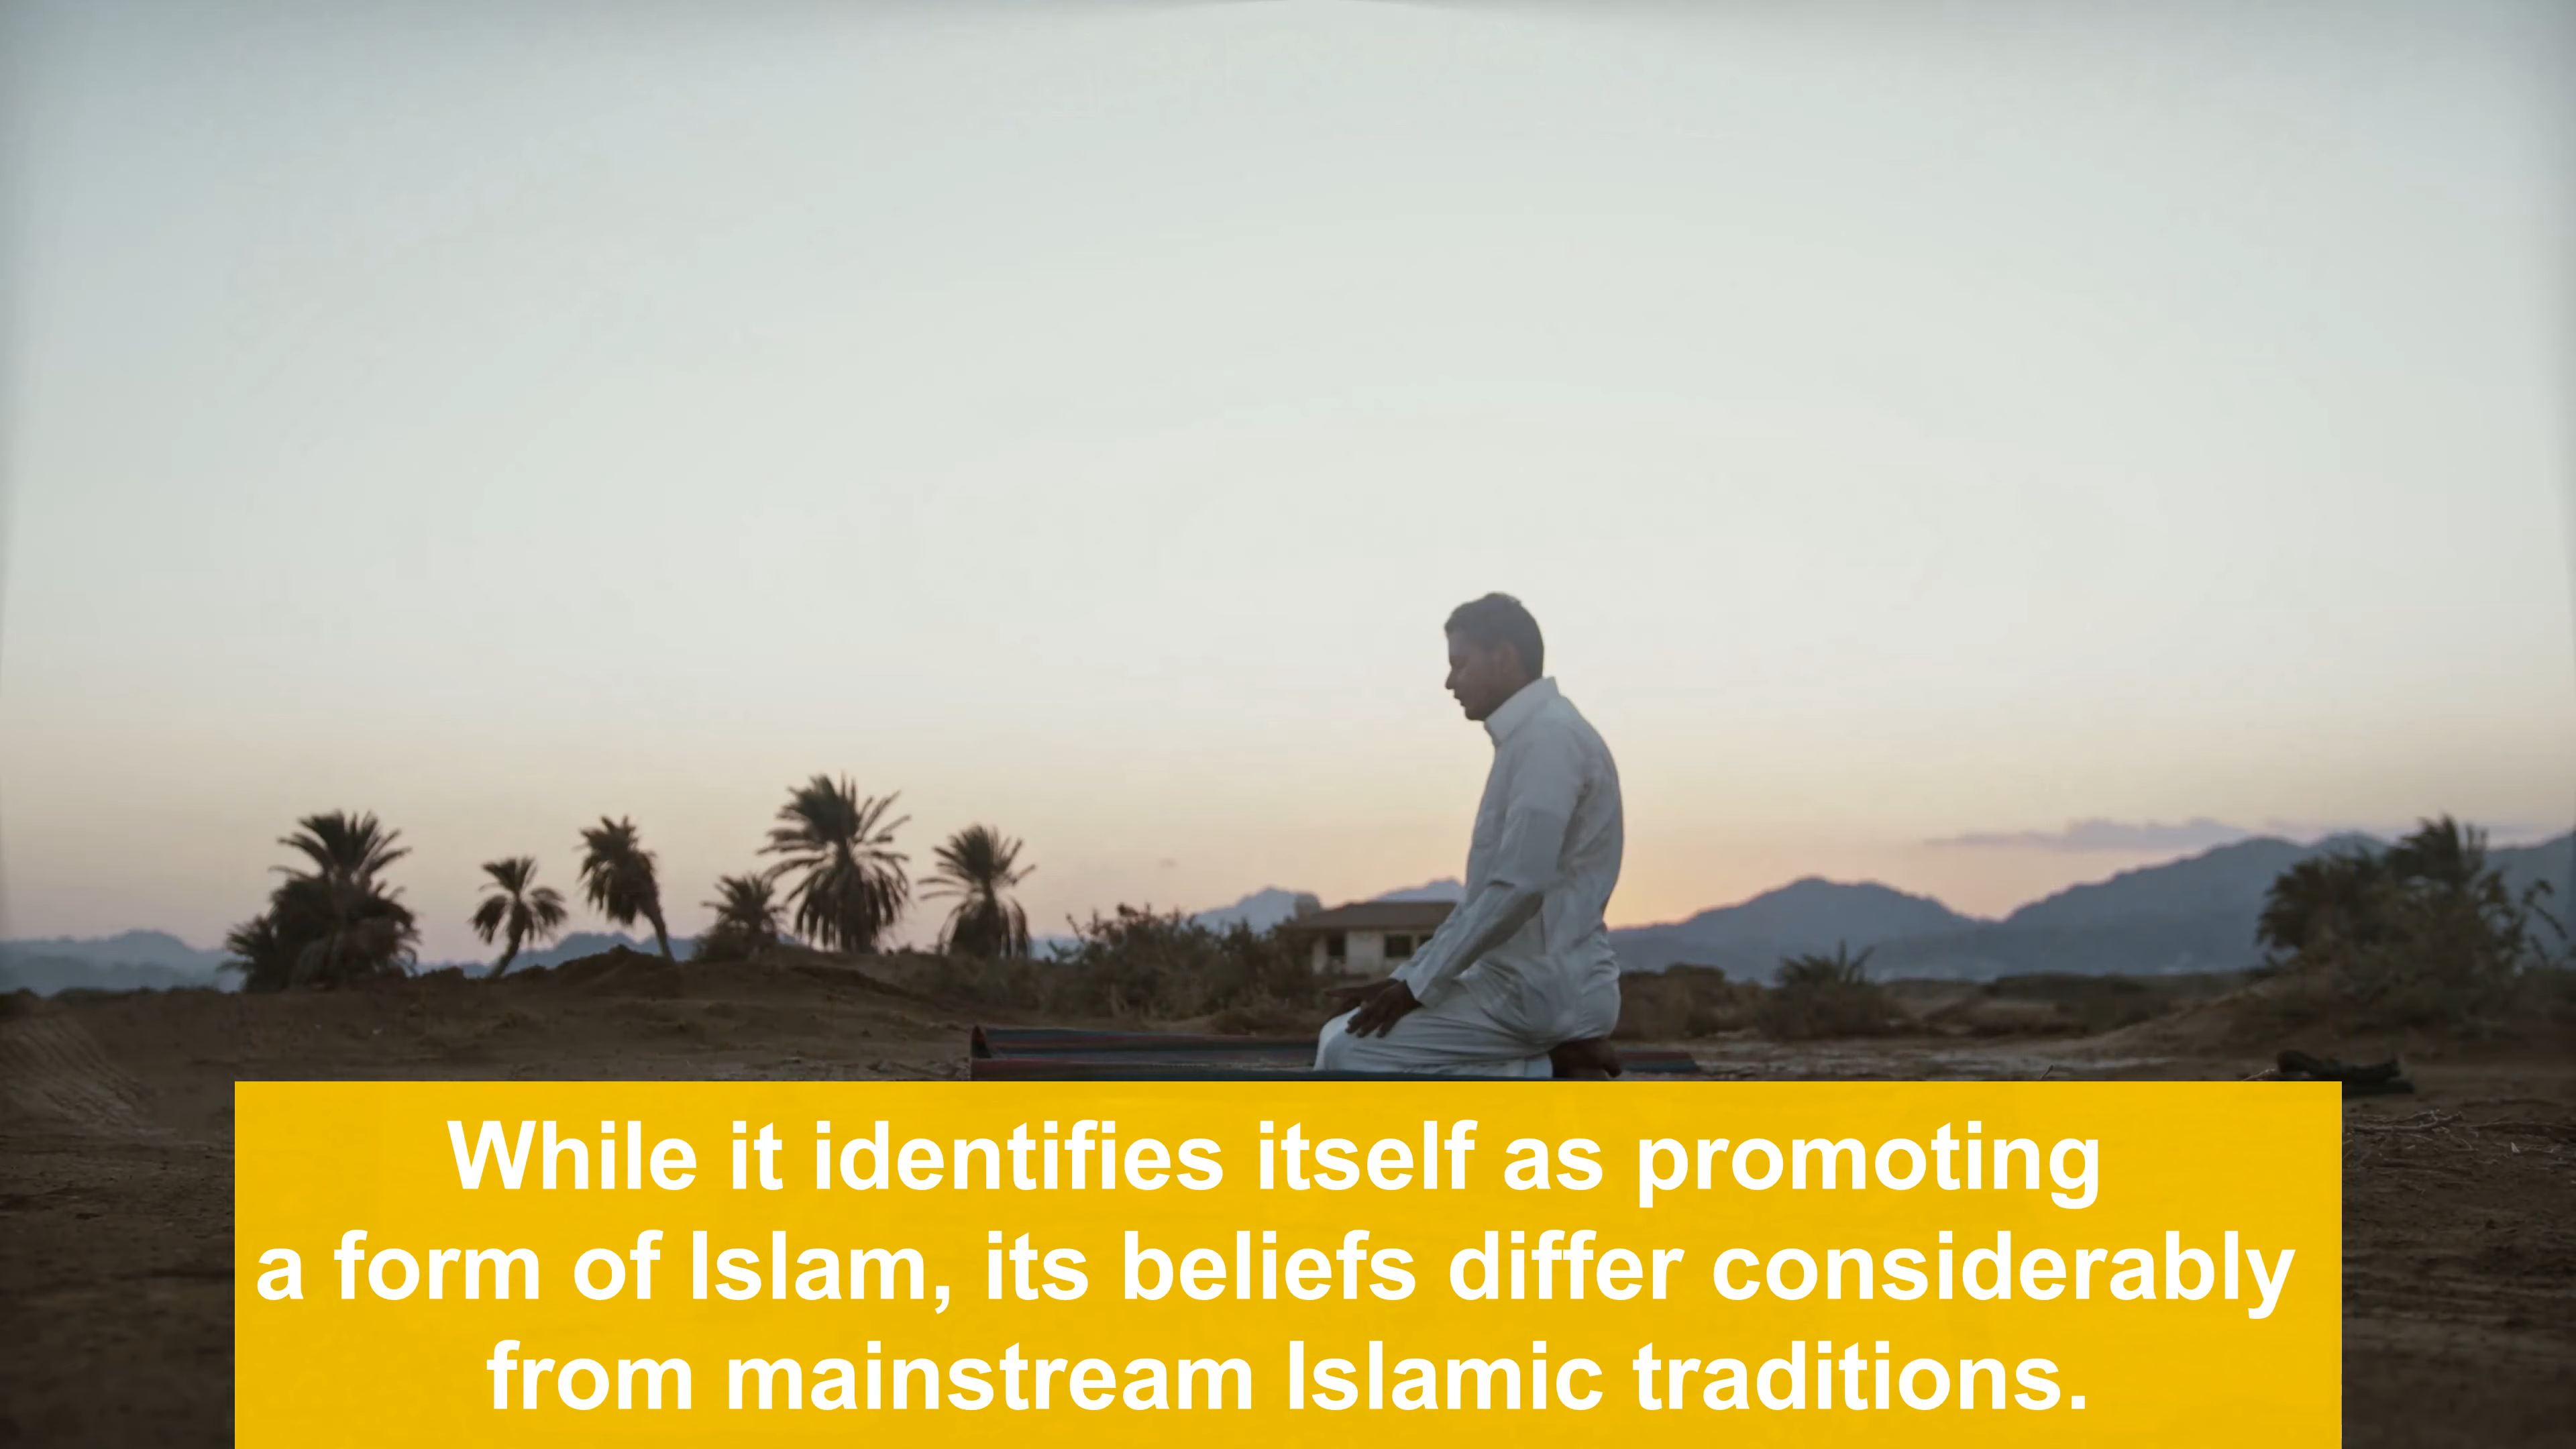 While it identifies itself as promoting
a form of Islam, its beliefs differ considerably
from mainstream Islamic traditions.